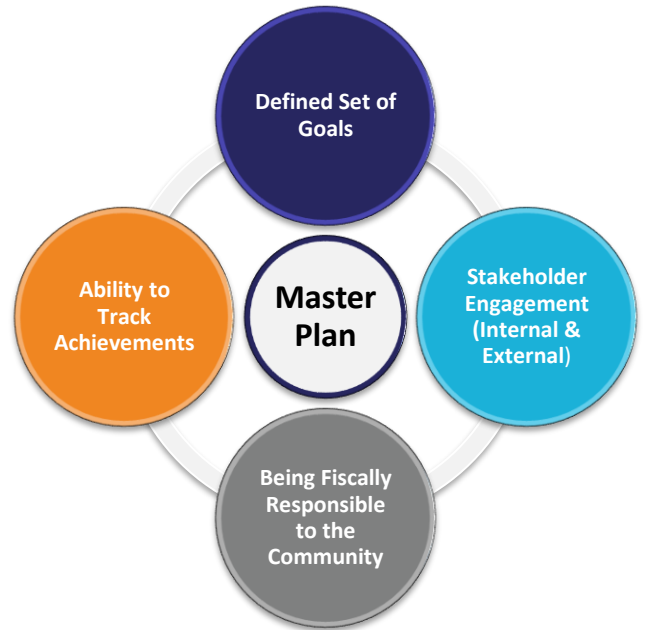 Defined Set of
Goals
Ability to
Track
Achievements
Master
Plan
Stakeholder
Engagement
(Internal &
External)
Being Fiscally
Responsible
to the
Community